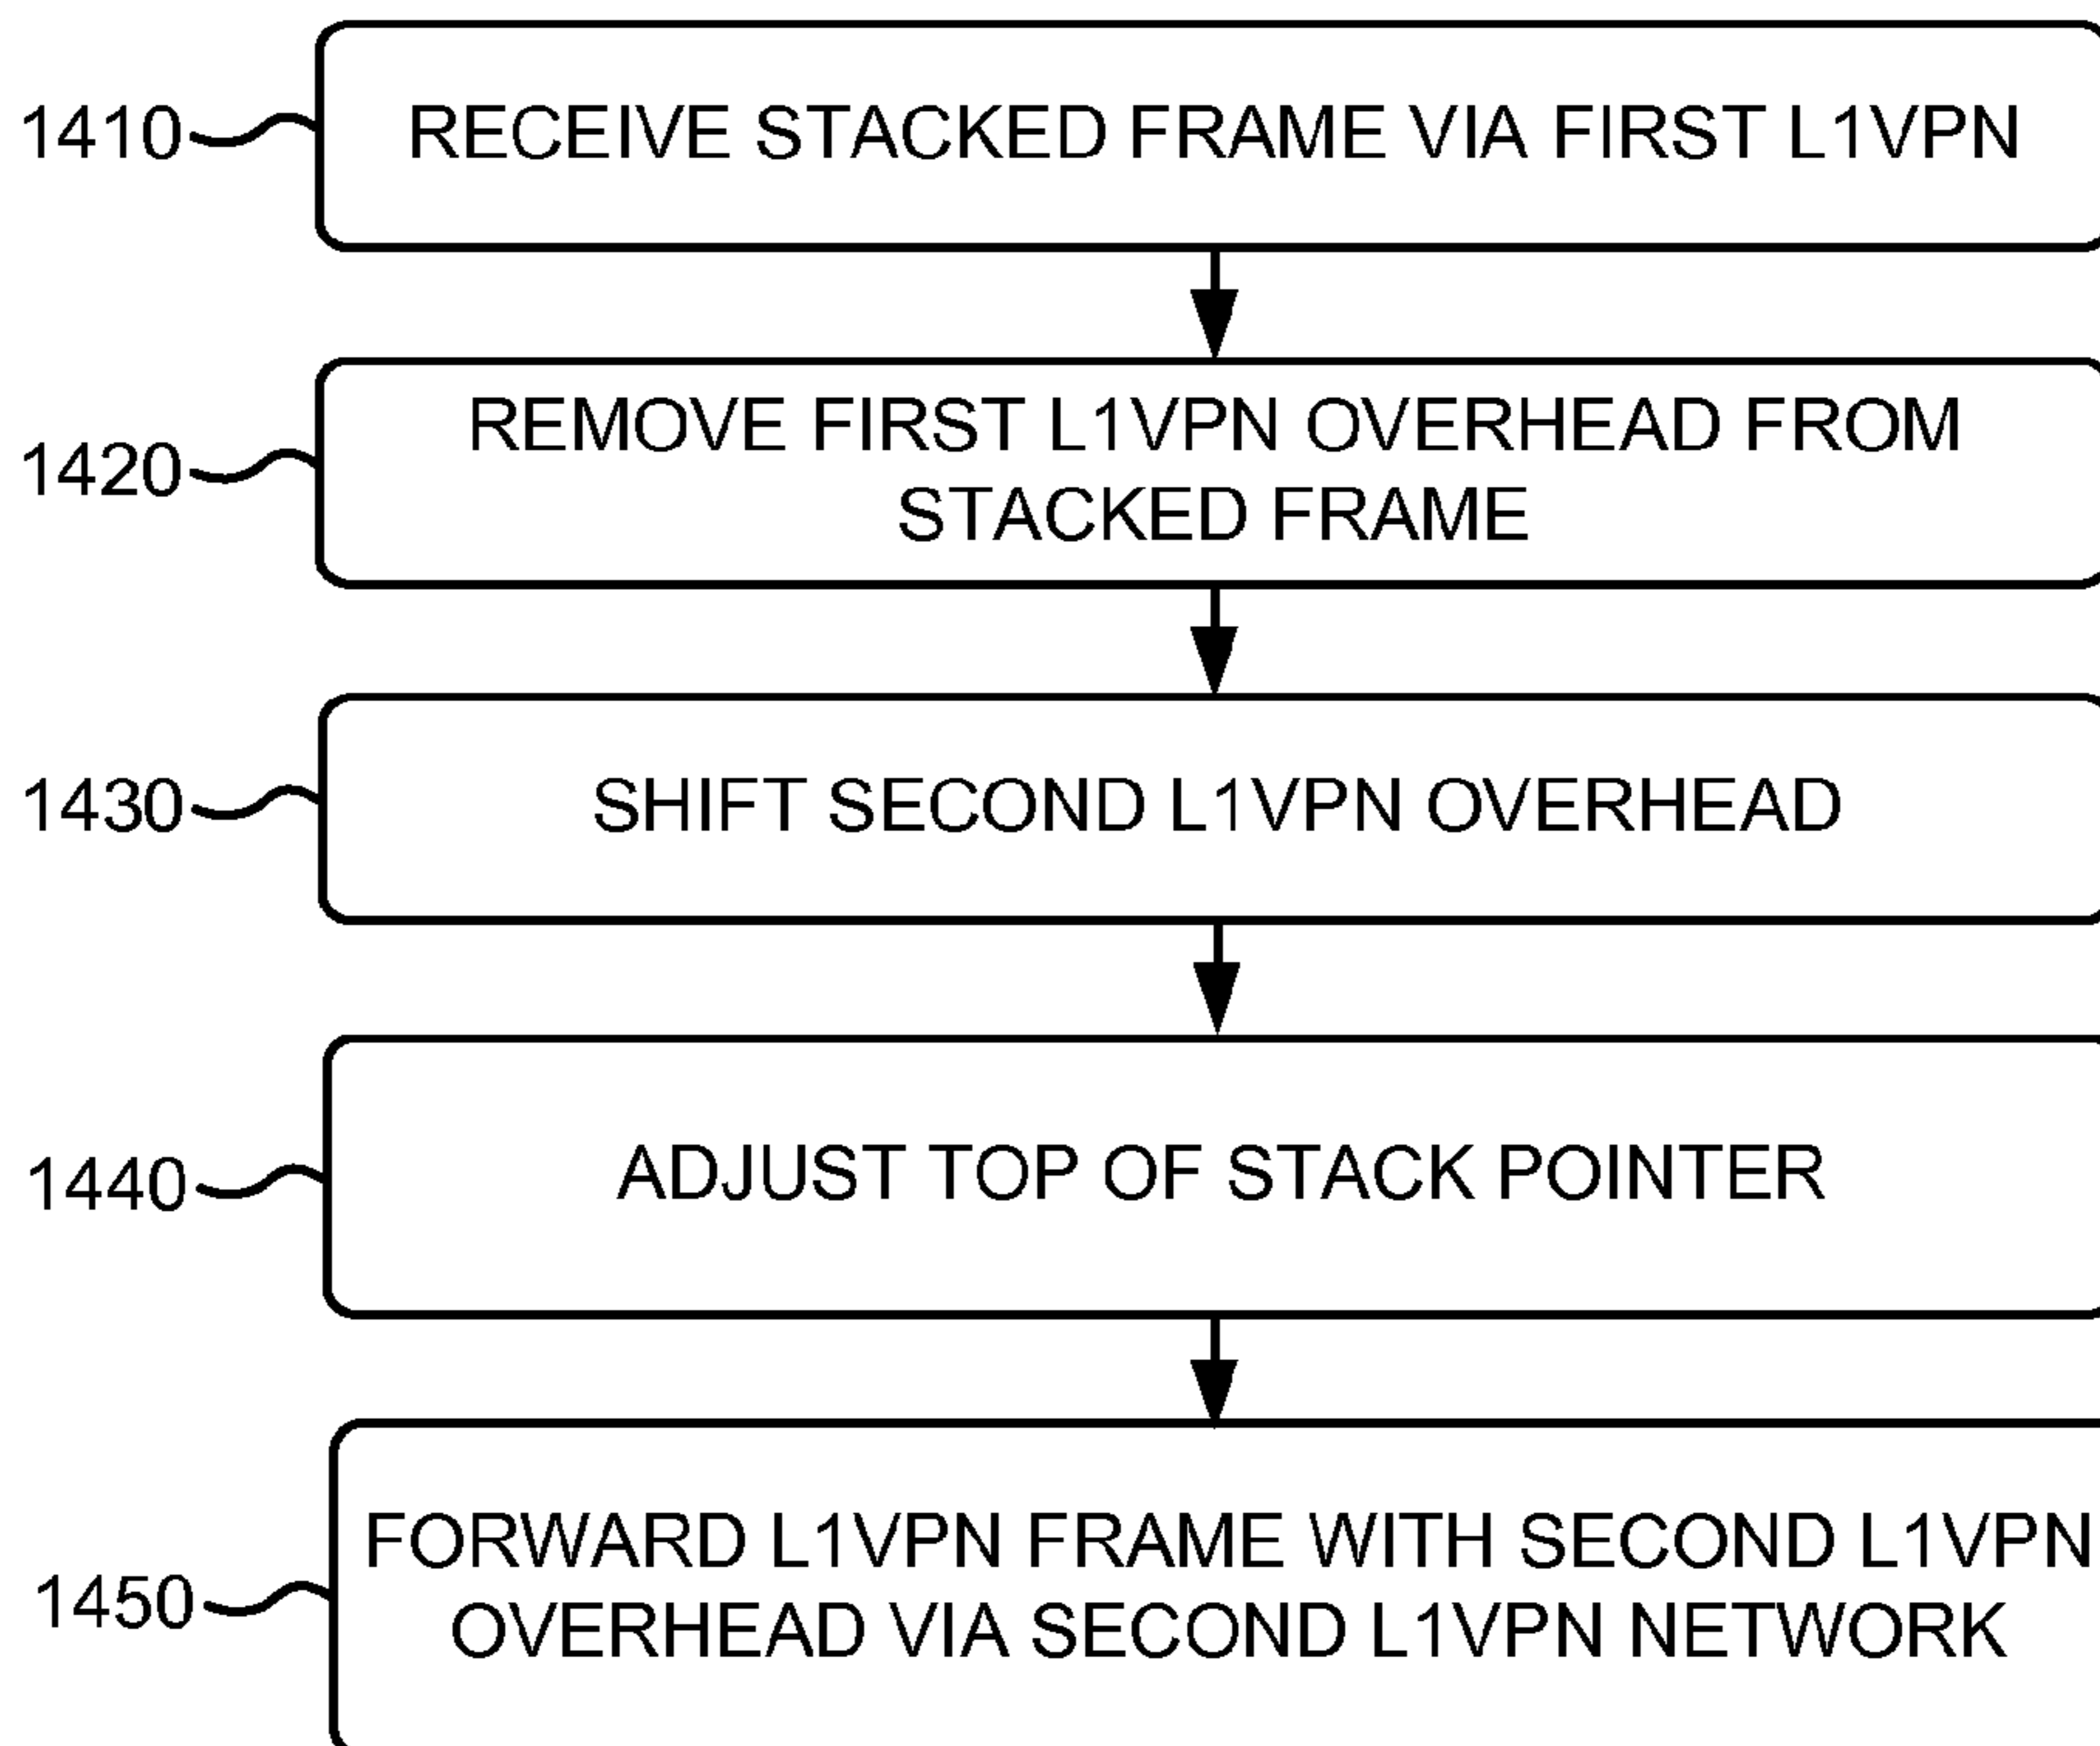 1410
RECEIVE STACKED FRAME VIA FIRST L1VPN
1420
REMOVE FIRST L1VPN OVERHEAD FROM
STACKED FRAME
1430
SHIFT SECOND L1VPN OVERHEAD
1440
ADJUST TOP OF STACK POINTER
1450
FORWARD L1VPN FRAME WITH SECOND L1VPN
OVERHEAD VIA SECOND L1VPN NETWORK